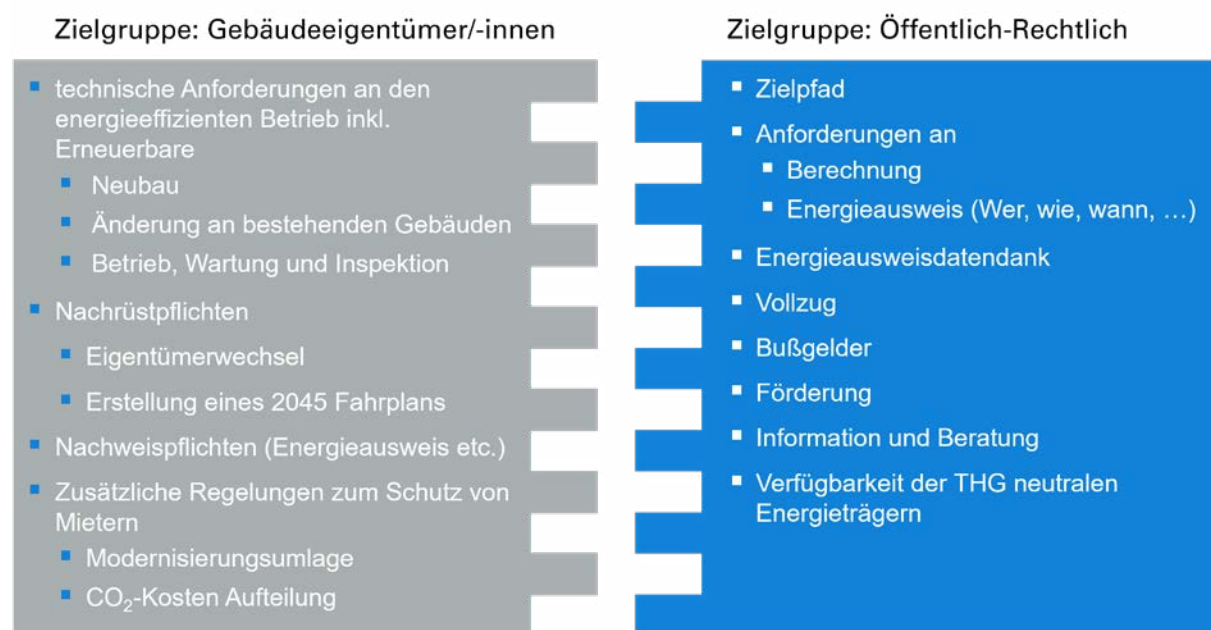 Zielgruppe: Gebäudeeigentümer/-innen
technische Anforderungen an den
energieeffizienten Betrieb inkl.
Erneuerbare
Neubau
Änderung an bestehenden Gebäuden
Betrieb, Wartung und Inspektion
Nachrüstpflichten
Eigentümerwechsel
Erstellung eines 2045 Fahrplans
Nachweispflichten (Energieausweis etc.)
Zusätzliche Regelungen zum Schutz von
Mietern
Modernisierungsumlage
CO₂-Kosten Aufteilung
Zielgruppe: Öffentlich-Rechtlich
Zielpfad
Anforderungen an
Berechnung
Energieausweis (Wer, wie, wann, …)
Energieausweisdatendank
Vollzug
Bußgelder
Förderung
Information und Beratung
Verfügbarkeit der THG neutralen
Energieträgern